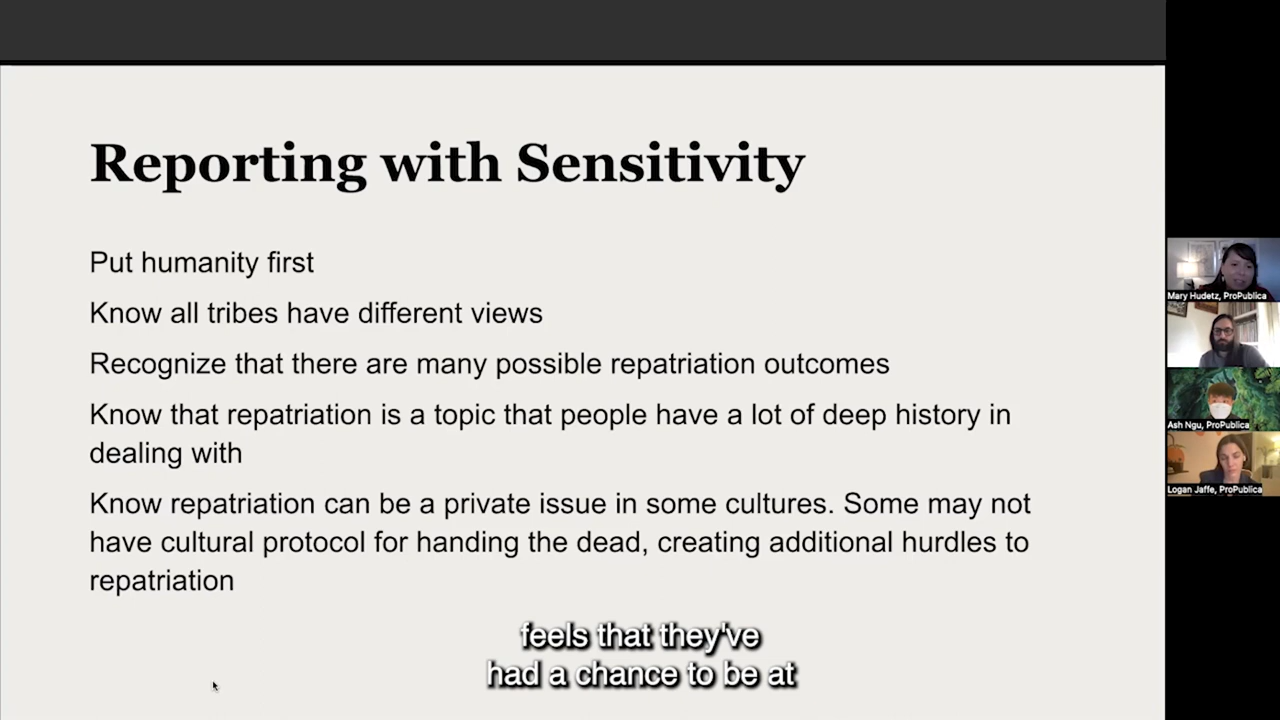 Reporting with Sensitivity
Put humanity first
Know all tribes have different views
Recognize that there are many possible repatriation outcomes
Know that repatriation is a topic that people have a lot of deep history in
dealing with
Know repatriation can be a private issue in some cultures. Some may not
have cultural protocol for handing the dead, creating additional hurdles to
repatriation
feels that they've
had a chance to be at
Mary Hudetz, ProPublica
Ash Ngu, ProPublica
Logan Jaffe, ProPublica